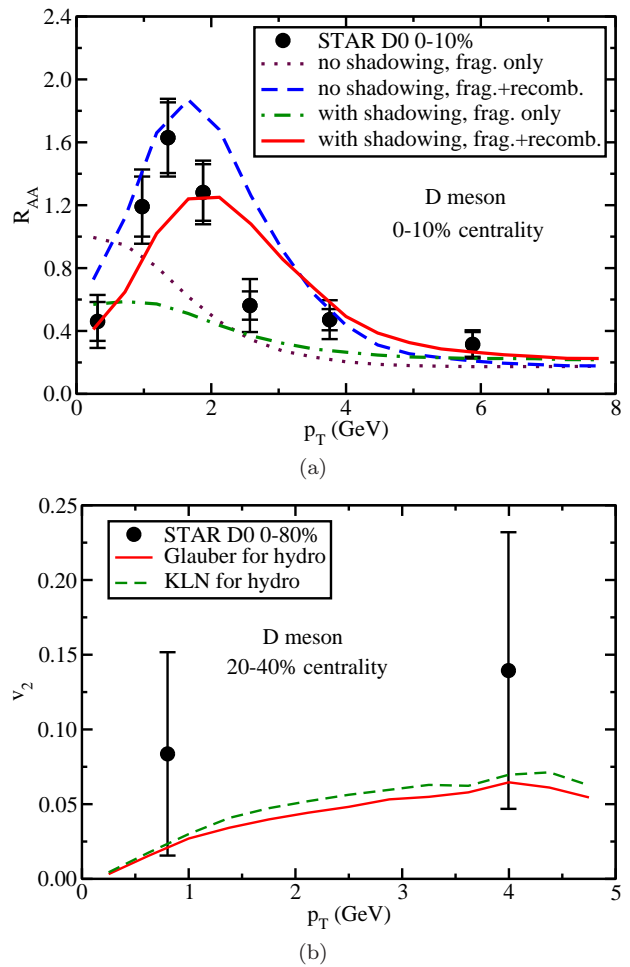 2.4
2.0
1.6
1.2
0.8
0.4
0.0
R_AA
STAR D0 0-10%
no shadowing, frag. only
no shadowing, frag.+recomb.
with shadowing, frag. only
with shadowing, frag.+recomb.
D meson
0-10% centrality
0 2 4 6 8
p_T (GeV)
(a)
0.25
0.20
0.15
0.10
0.05
0.00
v_2
STAR D0 0-80%
Glauber for hydro
KLN for hydro
D meson
20-40% centrality
0 1 2 3 4 5
p_T (GeV)
(b)